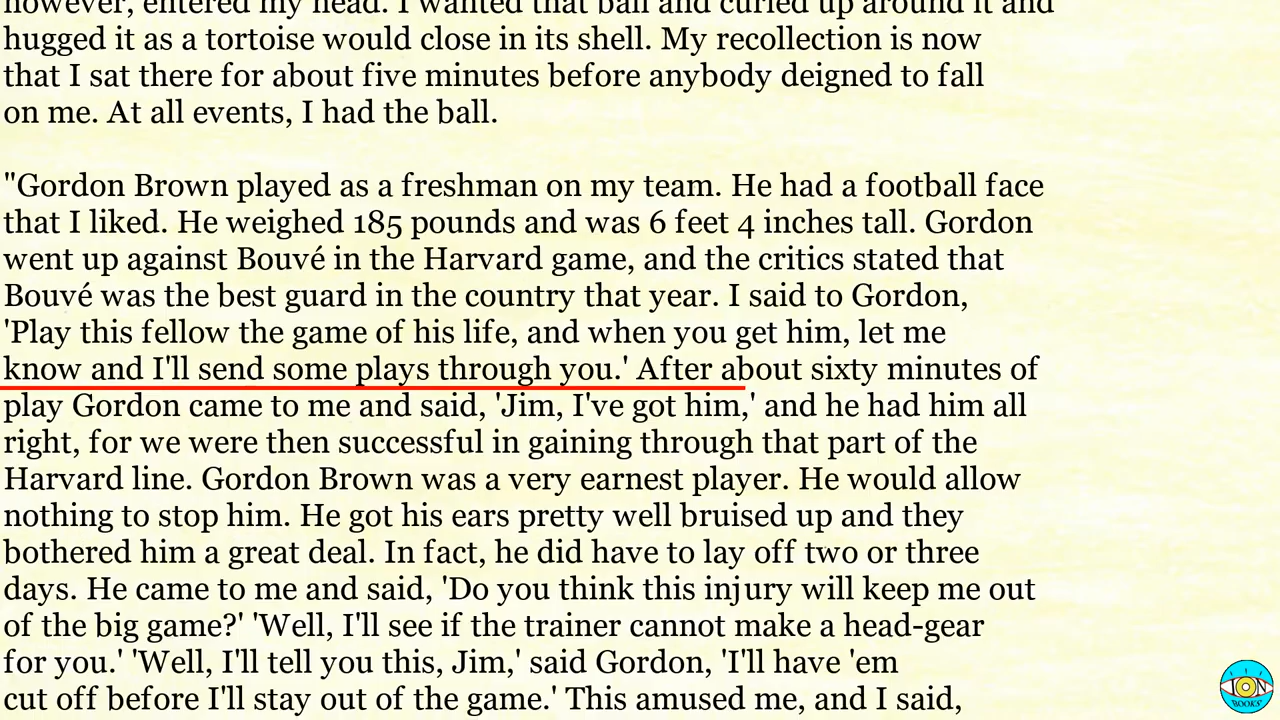 however, entered my head. I wanted that ball and curled up around it and
hugged it as a tortoise would close in its shell. My recollection is now
that I sat there for about five minutes before anybody deigned to fall
on me. At all events, I had the ball.
"Gordon Brown played as a freshman on my team. He had a football face
that I liked. He weighed 185 pounds and was 6 feet 4 inches tall. Gordon
went up against Bouvé in the Harvard game, and the critics stated that
Bouvé was the best guard in the country that year. I said to Gordon,
'Play this fellow the game of his life, and when you get him, let me
know and I'll send some plays through you.' After about sixty minutes of
play Gordon came to me and said, 'Jim, I've got him,' and he had him all
right, for we were then successful in gaining through that part of the
Harvard line. Gordon Brown was a very earnest player. He would allow
nothing to stop him. He got his ears pretty well bruised up and they
bothered him a great deal. In fact, he did have to lay off two or three
days. He came to me and said, 'Do you think this injury will keep me out
of the big game?' 'Well, I'll see if the trainer cannot make a head-gear
for you.' 'Well, I'll tell you this, Jim,' said Gordon, 'I'll have 'em
cut off before I'll stay out of the game.' This amused me, and I said,
ION
BOOKS